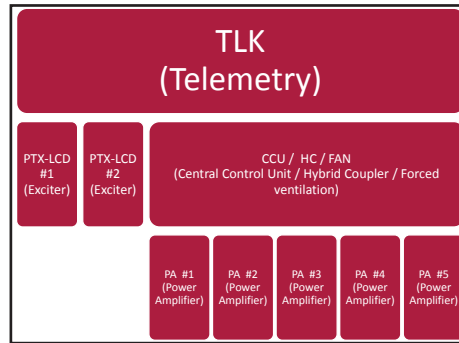 TLK
(Telemetry)
PTX-LCD
#1
(Exciter)
PTX-LCD
#2
(Exciter)
CCU / HC / FAN
(Central Control Unit / Hybrid Coupler / Forced
ventilation)
PA #1
(Power
Amplifier)
PA #2
(Power
Amplifier)
PA #3
(Power
Amplifier)
PA #4
(Power
Amplifier)
PA #5
(Power
Amplifier)